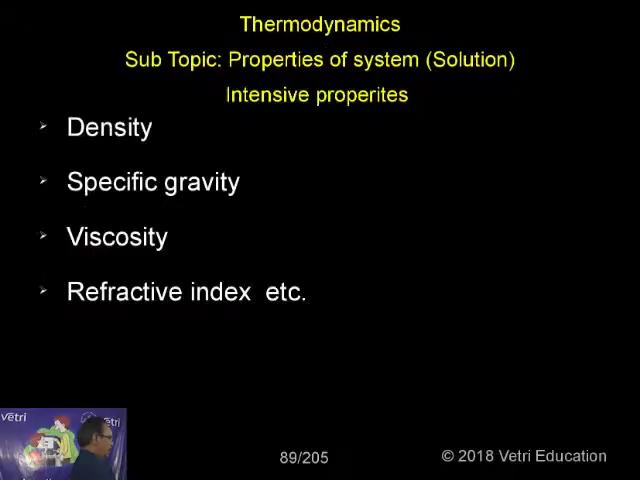 Thermodynamics
Sub Topic: Properties of system (Solution)
Intensive properites
Density
Specific gravity
Viscosity
Refractive index etc.
vetri
89/205
© 2018 Vetri Education